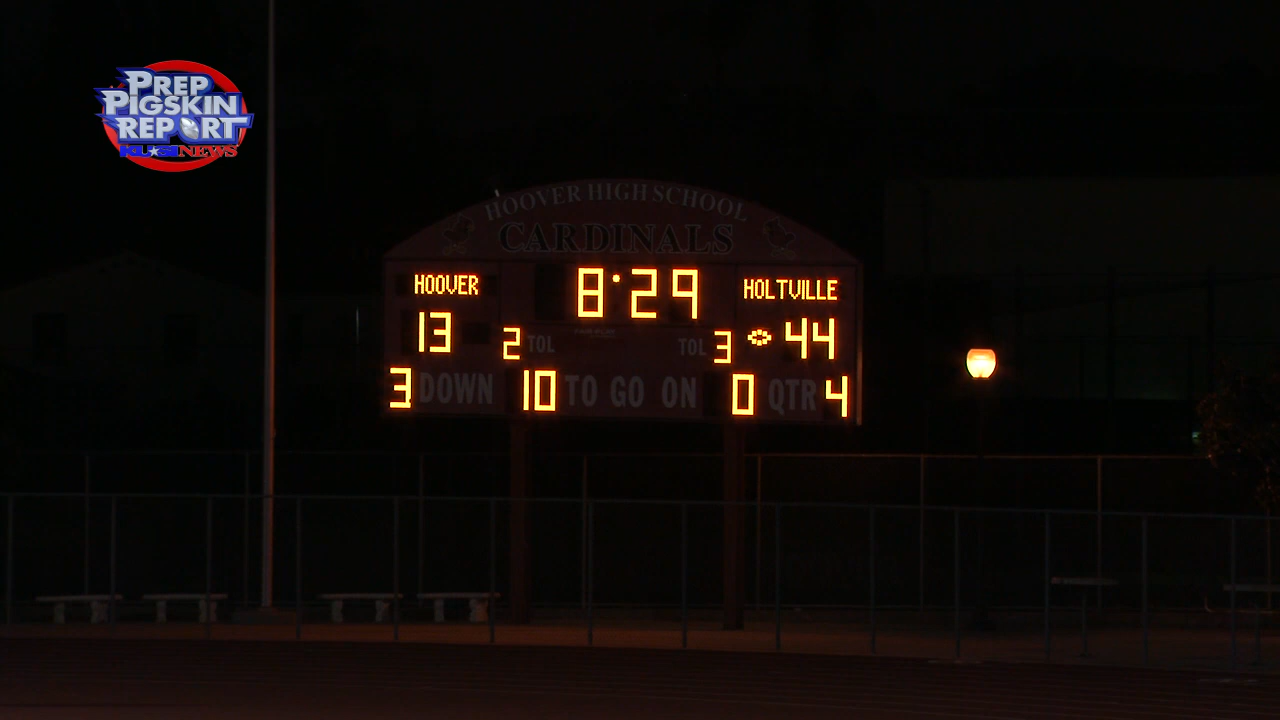 PREP
PIGSKIN
REPORT
KUSI NEWS
HOOVER HIGH SCHOOL
CARDINALS
HOOVER 8:29 HOLTVILLE
13 2 TOL TOL 3 44
3 DOWN 10 TO GO ON 0 QTR 4